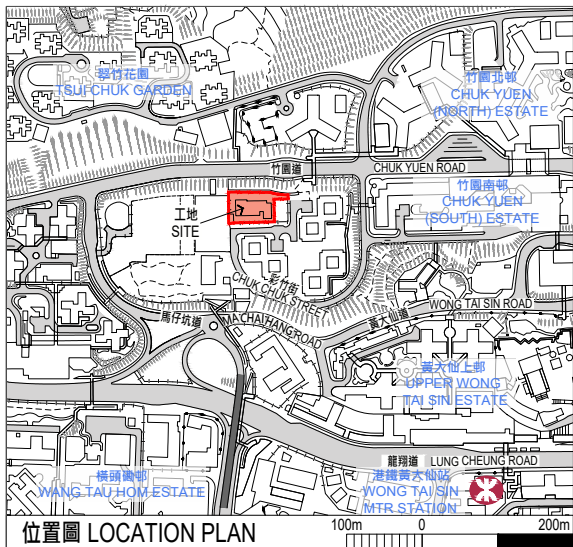 翠竹花園
TSUI CHUK GARDEN
竹園北邨
CHUK YUEN
(NORTH) ESTATE
竹園道 CHUK YUEN ROAD
竹園南邨
CHUK YUEN
(SOUTH) ESTATE
工地
SITE
彩竹街
CHUK CHUK STREET
馬仔坑道 MA CHAI HANG ROAD
黃大仙道 WONG TAI SIN ROAD
黃大仙上邨
UPPER WONG
TAI SIN ESTATE
龍翔道 LUNG CHEUNG ROAD
橫頭磡邨
WANG TAU HOM ESTATE
港鐵黃大仙站
WONG TAI SIN
MTR STATION
位置圖 LOCATION PLAN
100m 0 200m